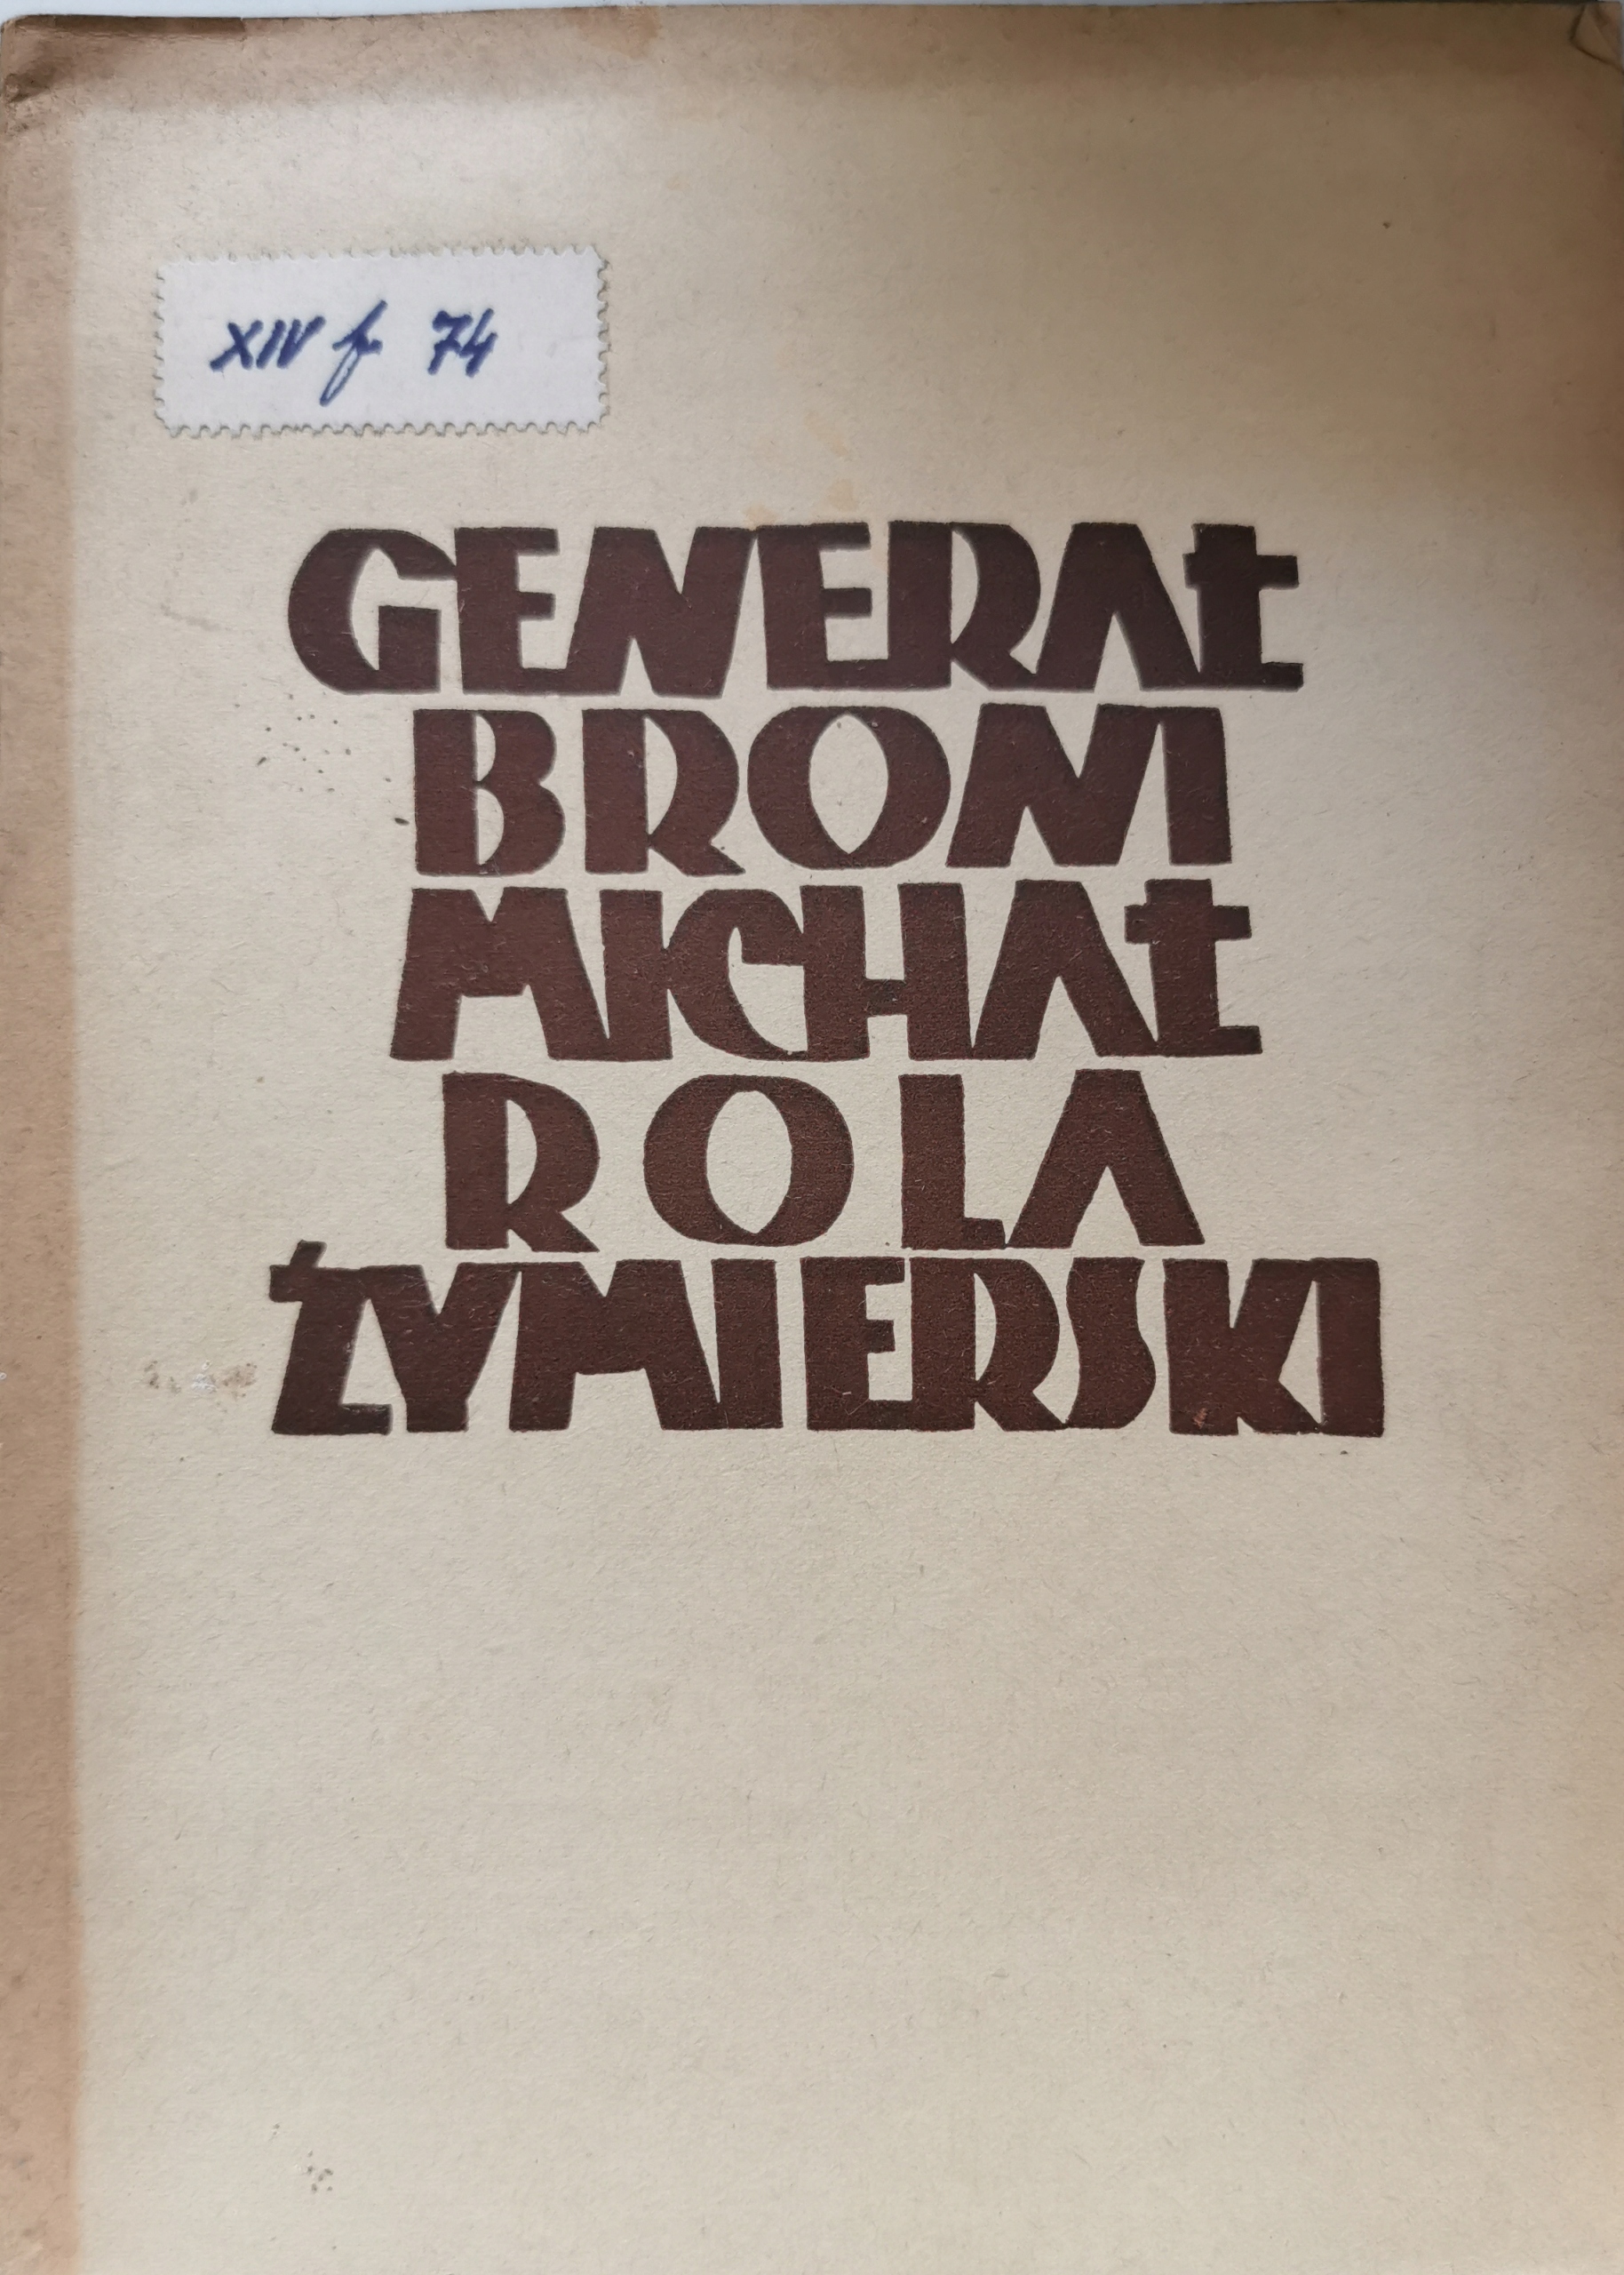 XIV f 74
GENERAŁ
BRONI
MICHAŁ
ROLA
ŻYMIERSKI